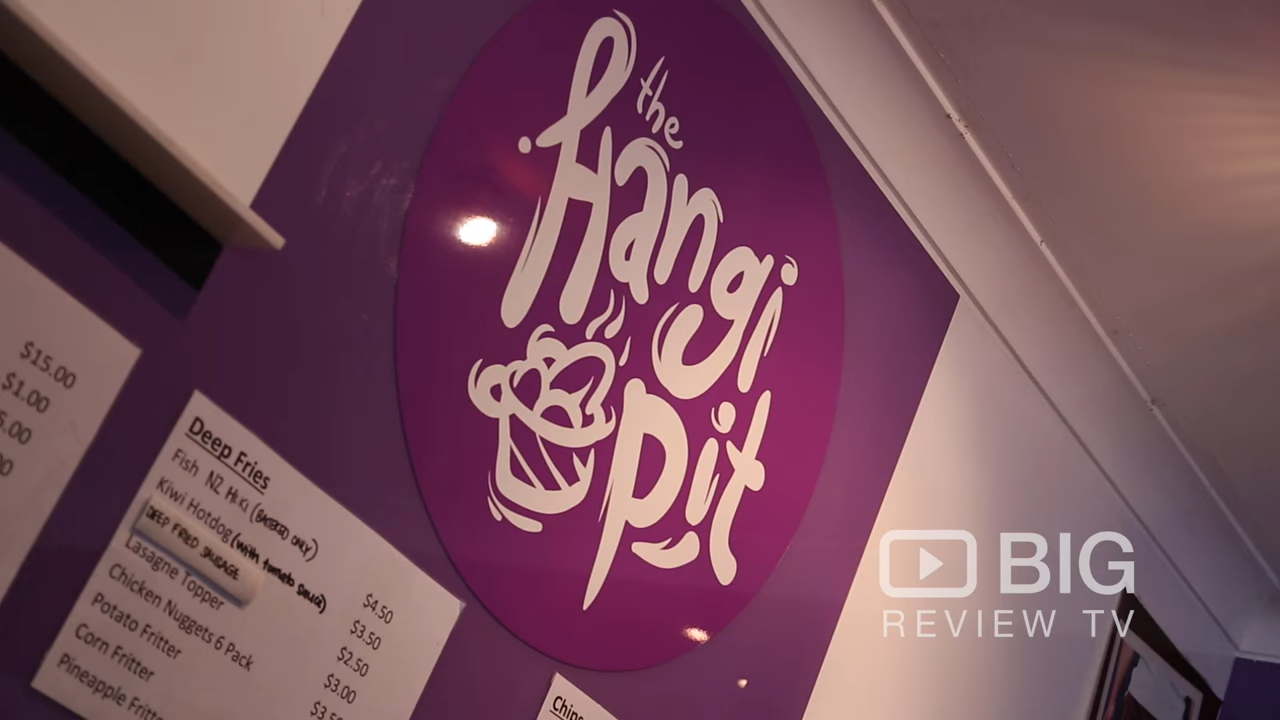 the
Hangi
Pit
$15.00
$1.00
Deep Fries
Fish NZ HOKI (BATTERED ONLY)
Kiwi Hotdog (with tomato sauce)
DEEP FRIED SAUSAGE
Lasagne Topper
Chicken Nuggets 6 Pack
Potato Fritter
Corn Fritter
Pineapple
$4.50
$3.50
$2.50
$3.00
BIG
REVIEW TV